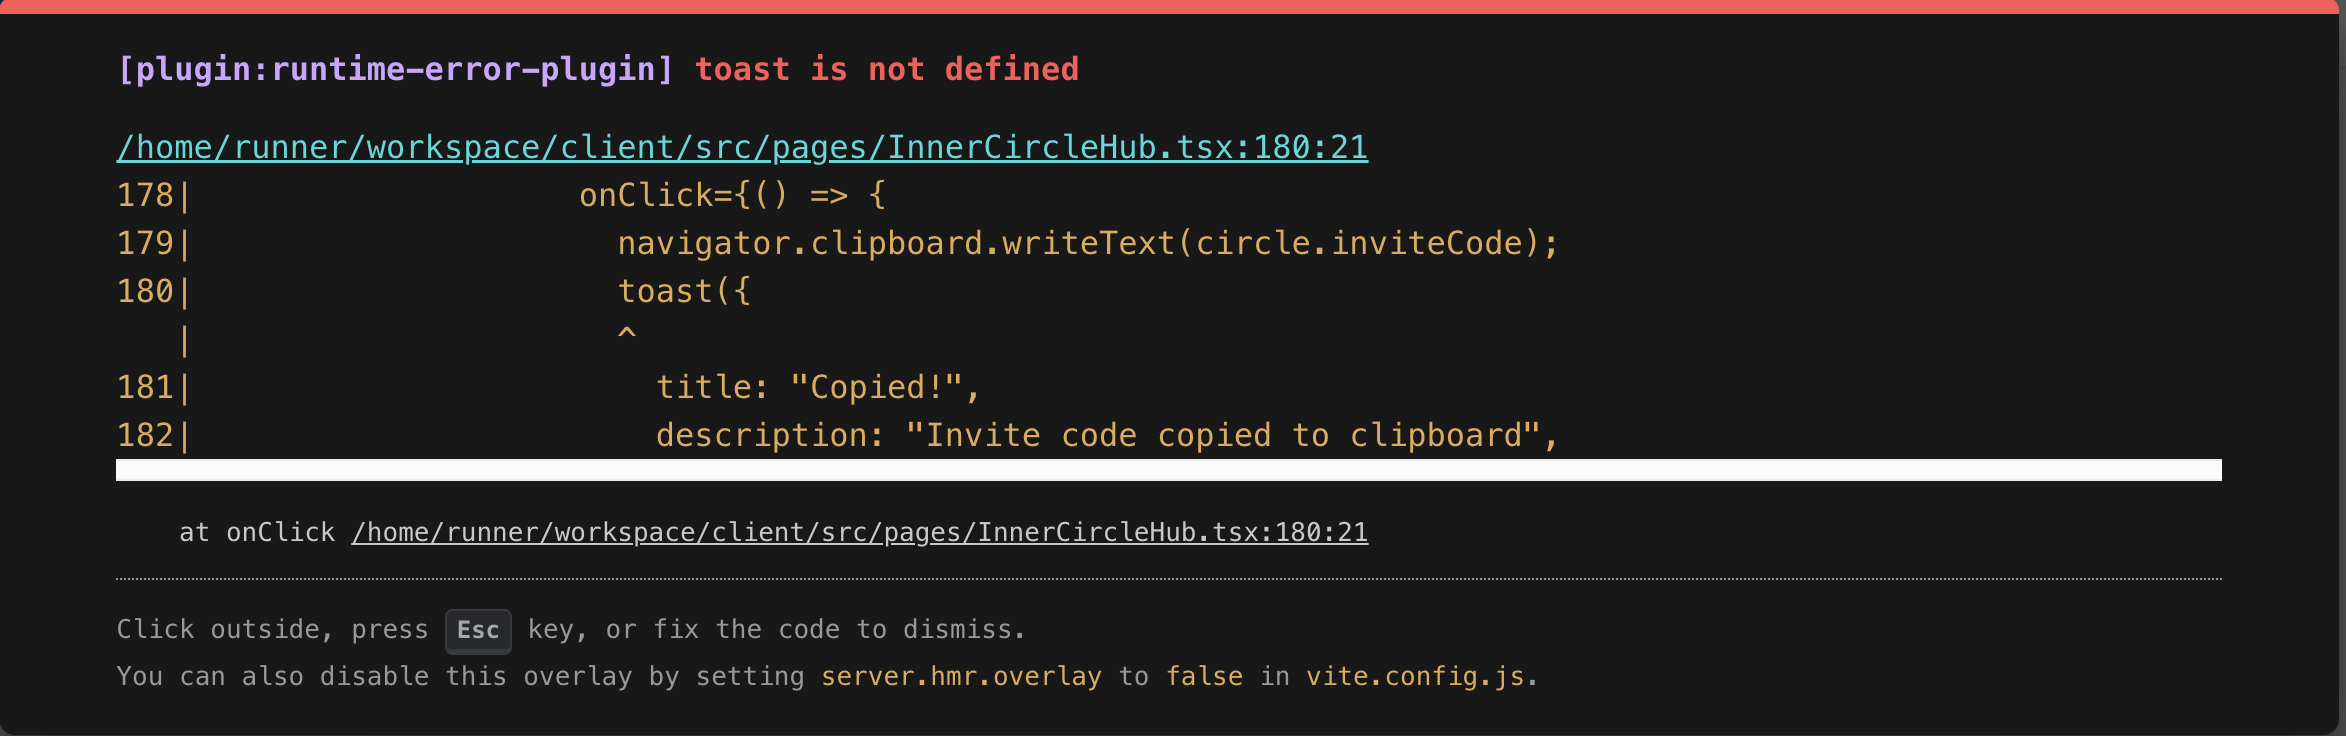 [plugin:runtime-error-plugin] toast is not defined
/home/runner/workspace/client/src/pages/InnerCircleHub.tsx:180:21
178|                    onClick={() => {
179|                      navigator.clipboard.writeText(circle.inviteCode);
180|                      toast({
   |                      ^
181|                        title: "Copied!",
182|                        description: "Invite code copied to clipboard",
    at onClick /home/runner/workspace/client/src/pages/InnerCircleHub.tsx:180:21
Click outside, press Esc key, or fix the code to dismiss.
You can also disable this overlay by setting server.hmr.overlay to false in vite.config.js.